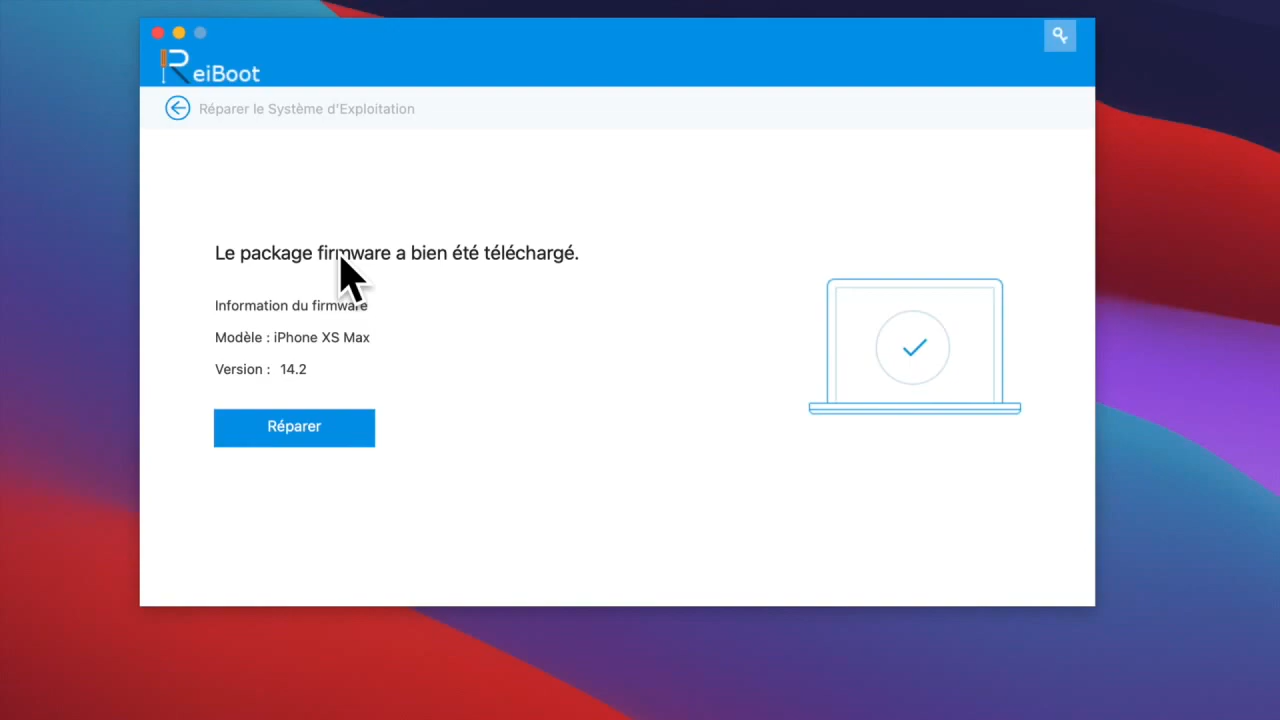 ReiBoot
Réparer le Système d'Exploitation
Le package firmware a bien été téléchargé.
Information du firmware
Modèle : iPhone XS Max
Version : 14.2
Réparer